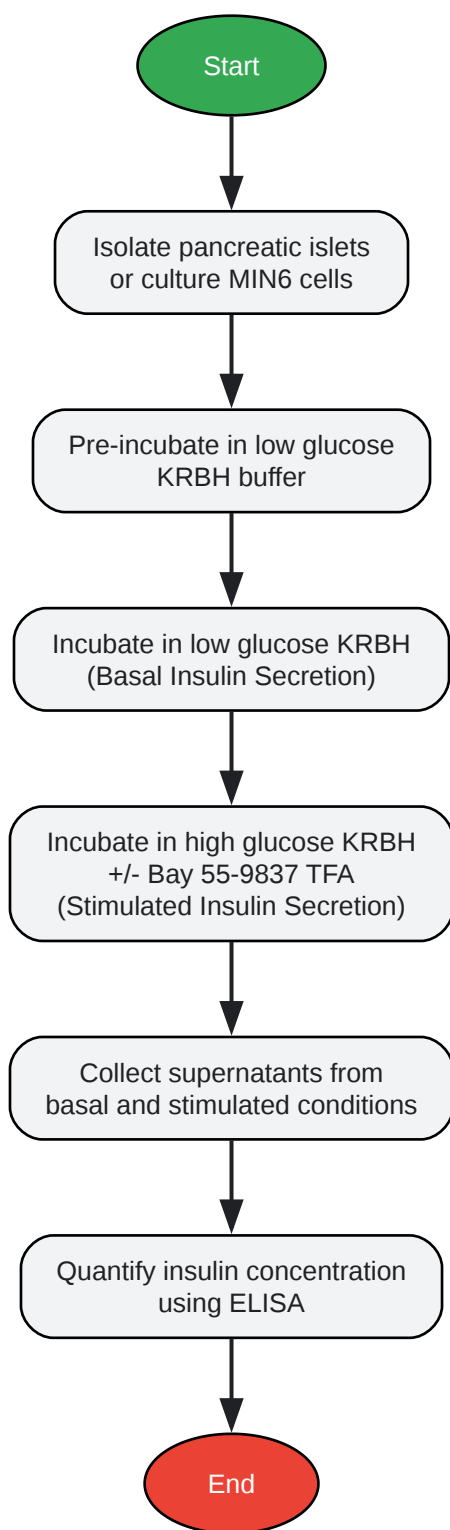 Start
Isolate pancreatic islets
or culture MIN6 cells
Pre-incubate in low glucose
KRBH buffer
Incubate in low glucose KRBH
(Basal Insulin Secretion)
Incubate in high glucose KRBH
+/- Bay 55-9837 TFA
(Stimulated Insulin Secretion)
Collect supernatants from
basal and stimulated conditions
Quantify insulin concentration
using ELISA
End